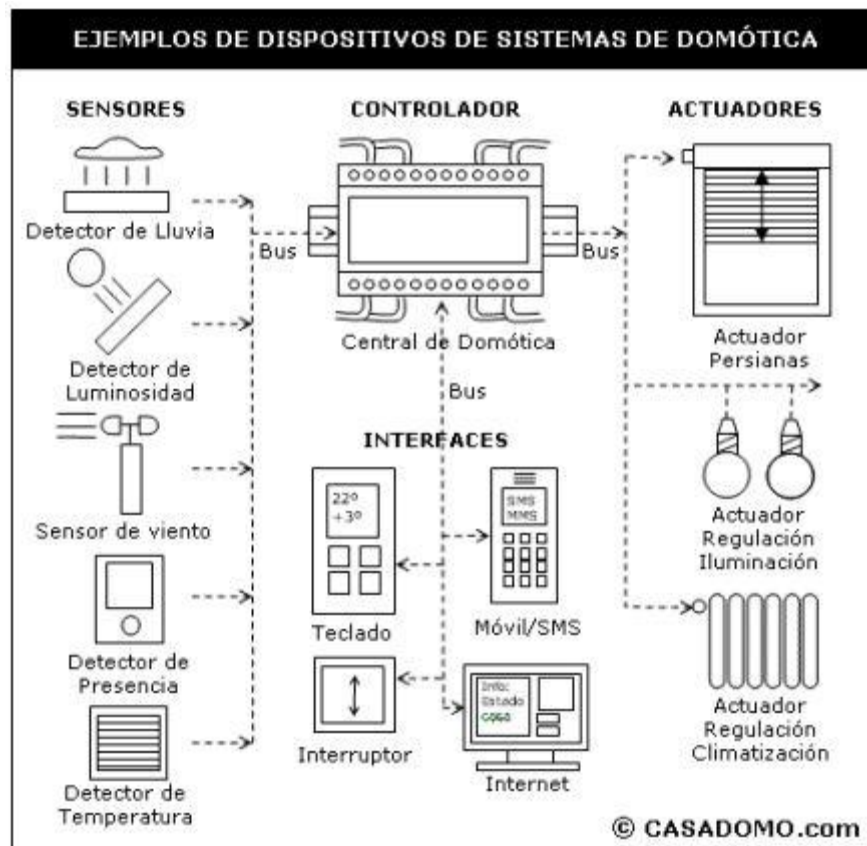 EJEMPLOS DE DISPOSITIVOS DE SISTEMAS DE DOMÓTICA
SENSORES
Detector de Lluvia
Detector de
Luminosidad
Sensor de viento
Detector de
Presencia
Detector de
Temperatura
CONTROLADOR
Bus
Bus
Central de Domótica
Bus
INTERFACES
22º
+3º
Teclado
SMS
MMS
Móvil/SMS
Interruptor
Info:
Estado
Internet
ACTUADORES
Actuador
Persianas
Actuador
Regulación
Iluminación
Actuador
Regulación
Climatización
© CASADOMO.com